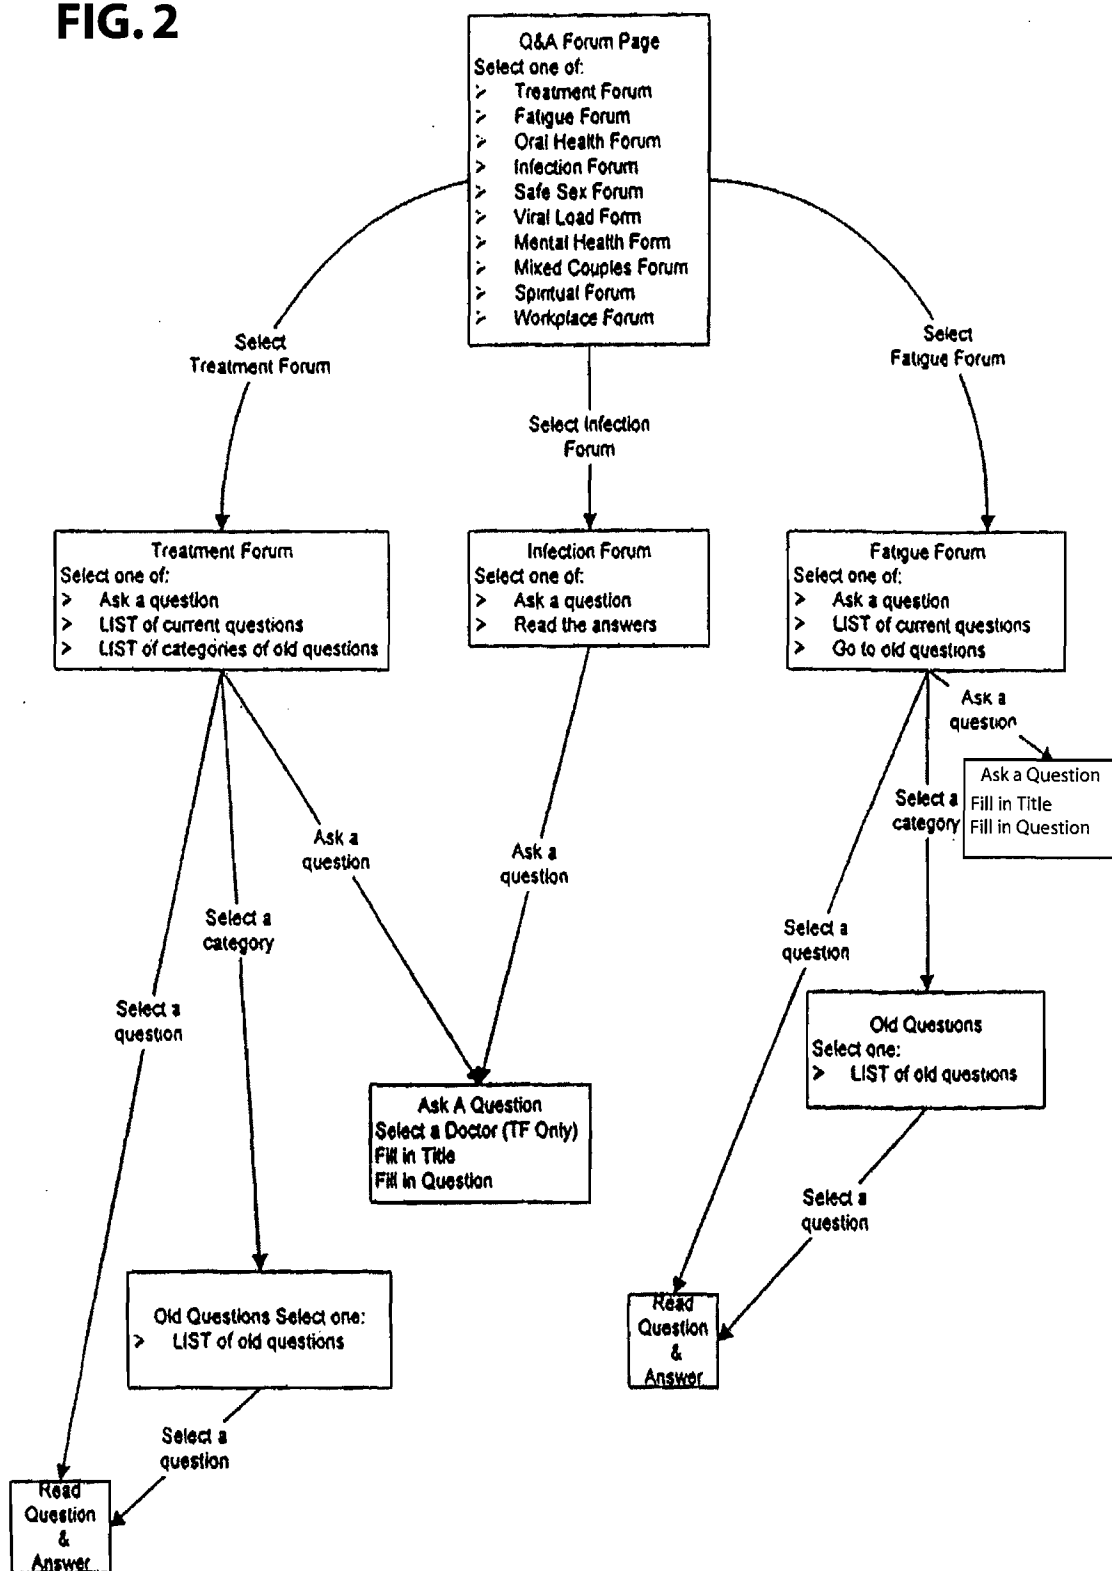 FIG. 2
Q&A Forum Page
Select one of:
➢ Treatment Forum
➢ Fatigue Forum
➢ Oral Health Forum
➢ Infection Forum
➢ Safe Sex Forum
➢ Viral Load Form
➢ Mental Health Form
➢ Mixed Couples Forum
➢ Spiritual Forum
➢ Workplace Forum
Select
Treatment Forum
Select Infection
Forum
Select
Fatigue Forum
Treatment Forum
Select one of:
> Ask a question
> LIST of current questions
> LIST of categories of old questions
Infection Forum
Select one of:
> Ask a question
> Read the answers
Fatigue Forum
Select one of:
> Ask a question
> LIST of current questions
> Go to old questions
Ask a
question
Ask a Question
Fill in Title
Fill in Question
Select a
category
Ask a
question
Ask a
question
Select a
category
Select a
question
Select a
question
Old Questions
Select one:
> LIST of old questions
Ask A Question
Select a Doctor (TF Only)
Fill in Title
Fill in Question
Select a
question
Old Questions Select one:
> LIST of old questions
Read
Question
&
Answer
Select a
question
Read
Question
&
Answer